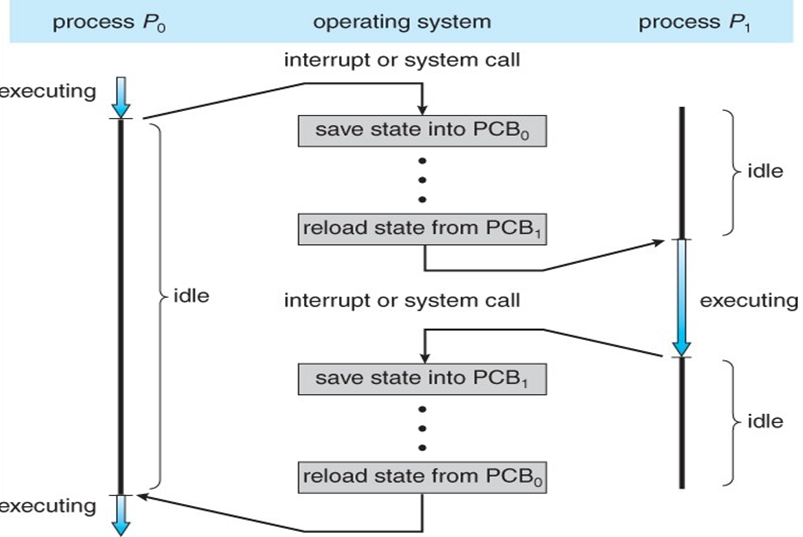 process P₀ operating system process P₁
interrupt or system call
executing
save state into PCB₀
idle
reload state from PCB₁
idle
interrupt or system call
executing
save state into PCB₁
idle
reload state from PCB₀
executing